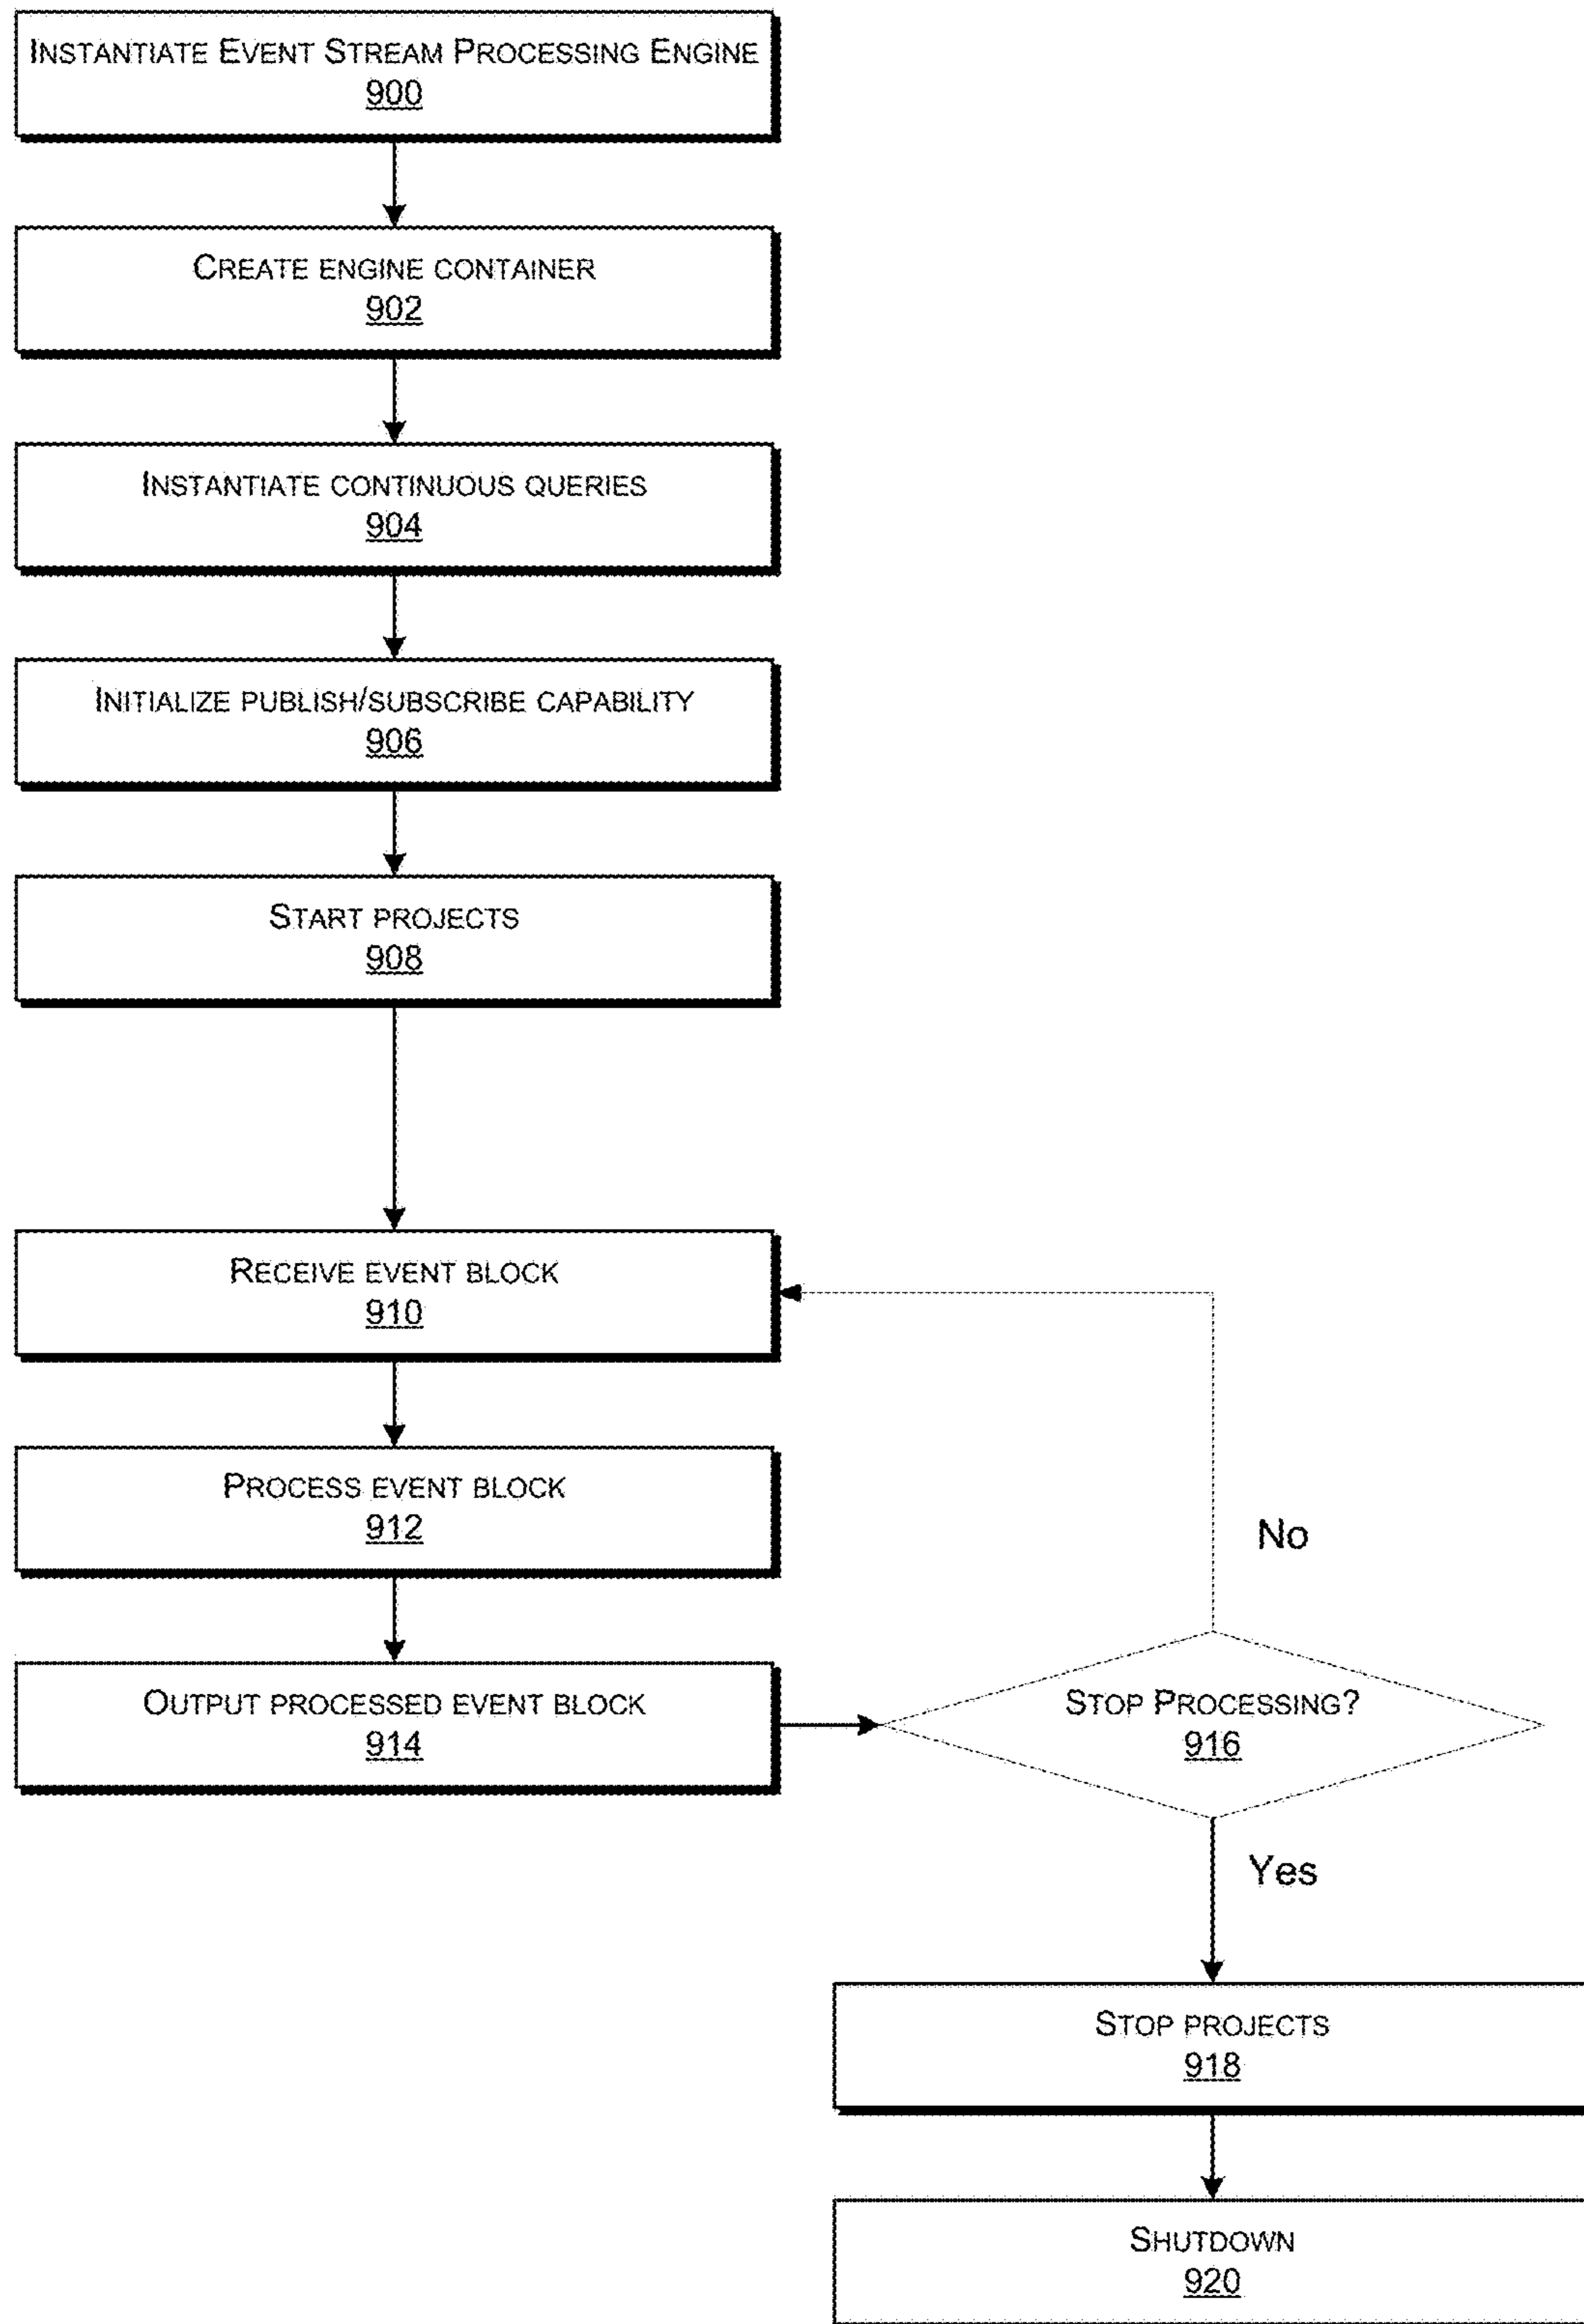 INSTANTIATE EVENT STREAM PROCESSING ENGINE
900
CREATE ENGINE CONTAINER
902
INSTANTIATE CONTINUOUS QUERIES
904
INITIALIZE PUBLISH/SUBSCRIBE CAPABILITY
906
START PROJECTS
908
RECEIVE EVENT BLOCK
910
PROCESS EVENT BLOCK
912
No
OUTPUT PROCESSED EVENT BLOCK
914
STOP PROCESSING?
916
Yes
STOP PROJECTS
918
SHUTDOWN
920